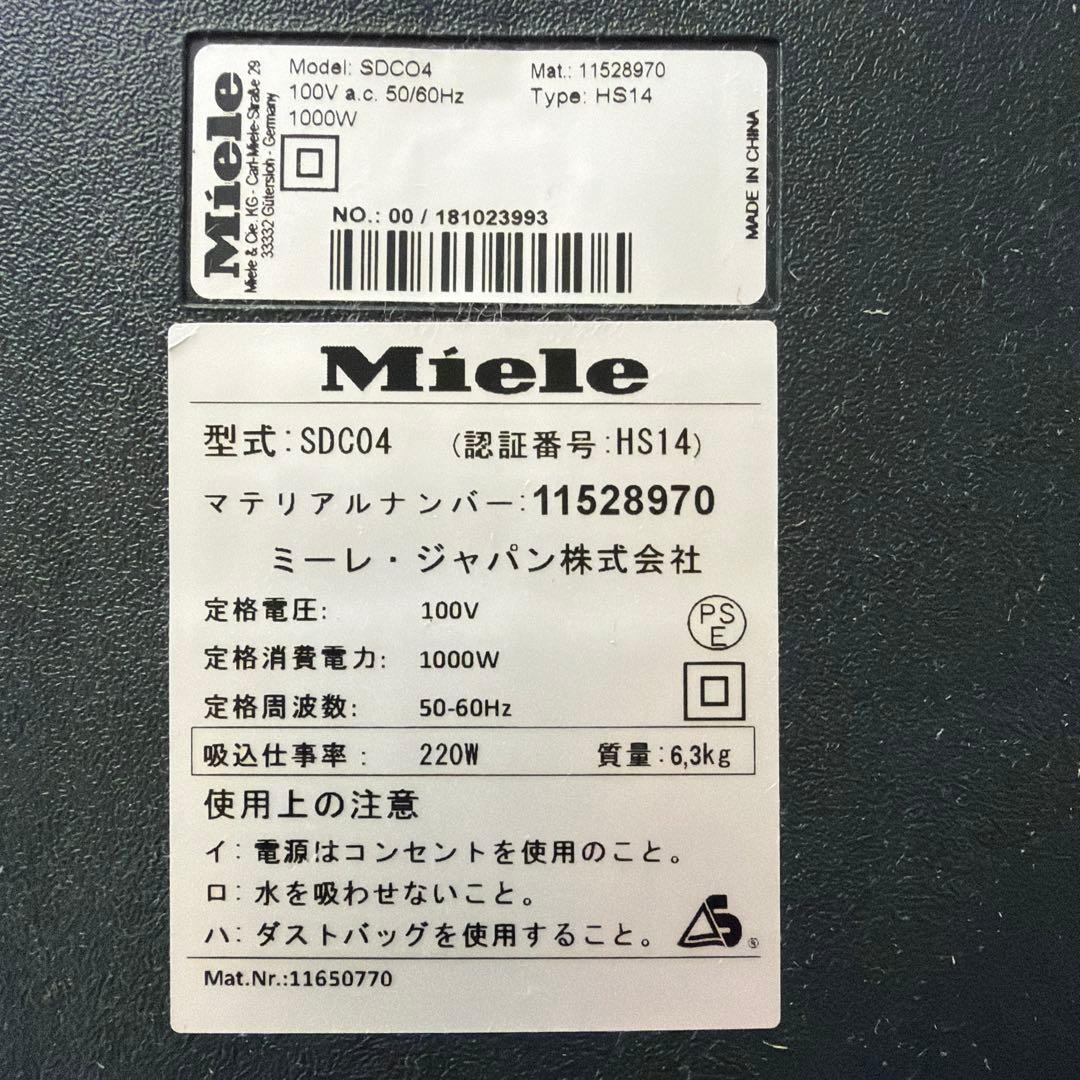 Miele
Miele & Cie. KG - Carl-Miele-Straße 29
33332 Gütersloh - Germany
Model: SDCO4
Mat.: 11528970
100V a.c. 50/60Hz
Type: HS14
1000W
NO.: 00 / 181023993
MADE IN CHINA
Miele
型式:SDC04 (認証番号:HS14)
マテリアルナンバー:11528970
ミーレ・ジャパン株式会社
定格電圧: 100V
定格消費電力: 1000W
定格周波数: 50-60Hz
PS
E
吸込仕事率: 220W 質量:6,3kg
使用上の注意
イ:電源はコンセントを使用のこと。
ロ:水を吸わせないこと。
ハ:ダストバッグを使用すること。
S®
Mat.Nr.:11650770